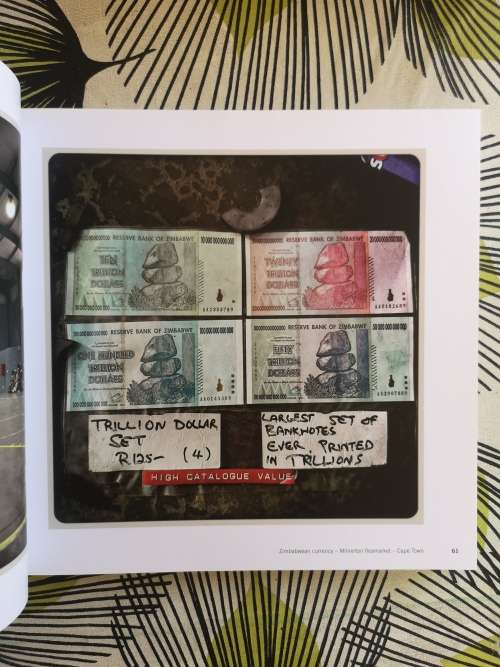 RESERVE BANK OF ZIMBABWE
TEN
TRILLION
DOLLARS
RESERVE BANK OF ZIMBABWE
TWENTY
TRILLION
DOLLARS
RESERVE BANK OF ZIMBABWE
ONE HUNDRED
TRILLION
DOLLARS
RESERVE BANK OF ZIMBABWE
FIFTY
TRILLION
DOLLARS
TRILLION DOLLAR
SET
R125- (4)
LARGEST SET OF
BANKNOTES
EVER PRINTED
IN TRILLIONS
HIGH CATALOGUE VALUE
Zimbabwean currency – Milnerton fleamarket – Cape Town 61